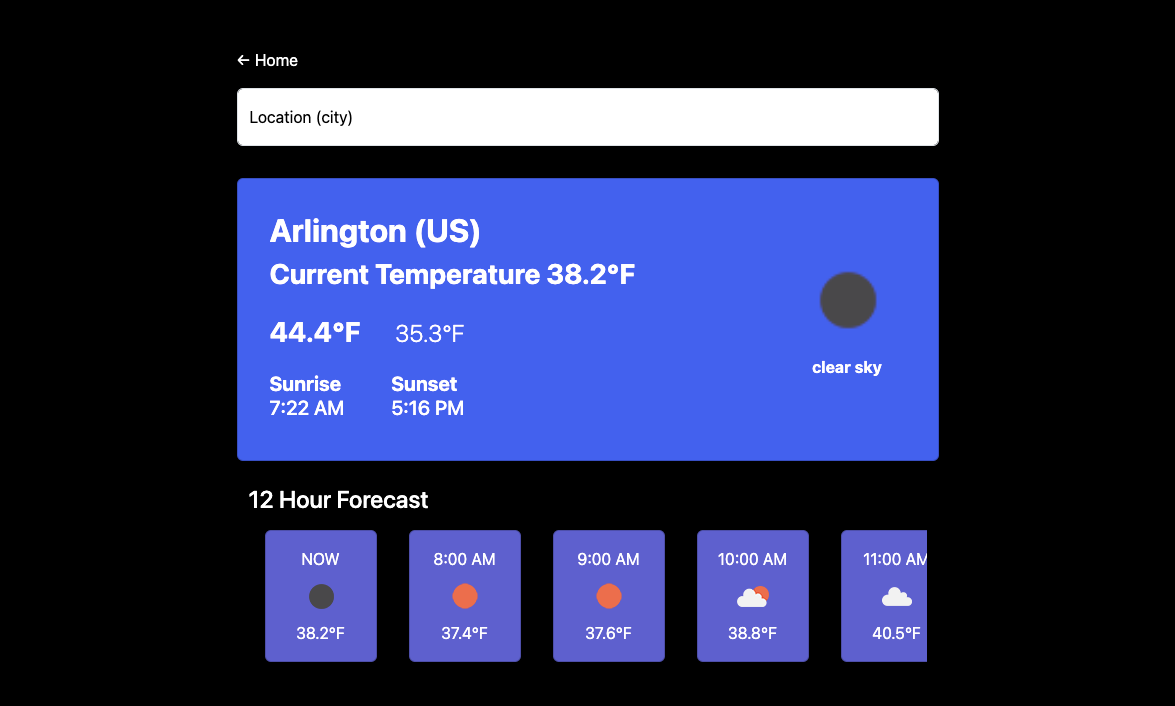 ← Home
Location (city)
Arlington (US)
Current Temperature 38.2°F
44.4°F 35.3°F
Sunrise Sunset
7:22 AM 5:16 PM
clear sky
12 Hour Forecast
NOW 8:00 AM 9:00 AM 10:00 AM 11:00 AM
38.2°F 37.4°F 37.6°F 38.8°F 40.5°F